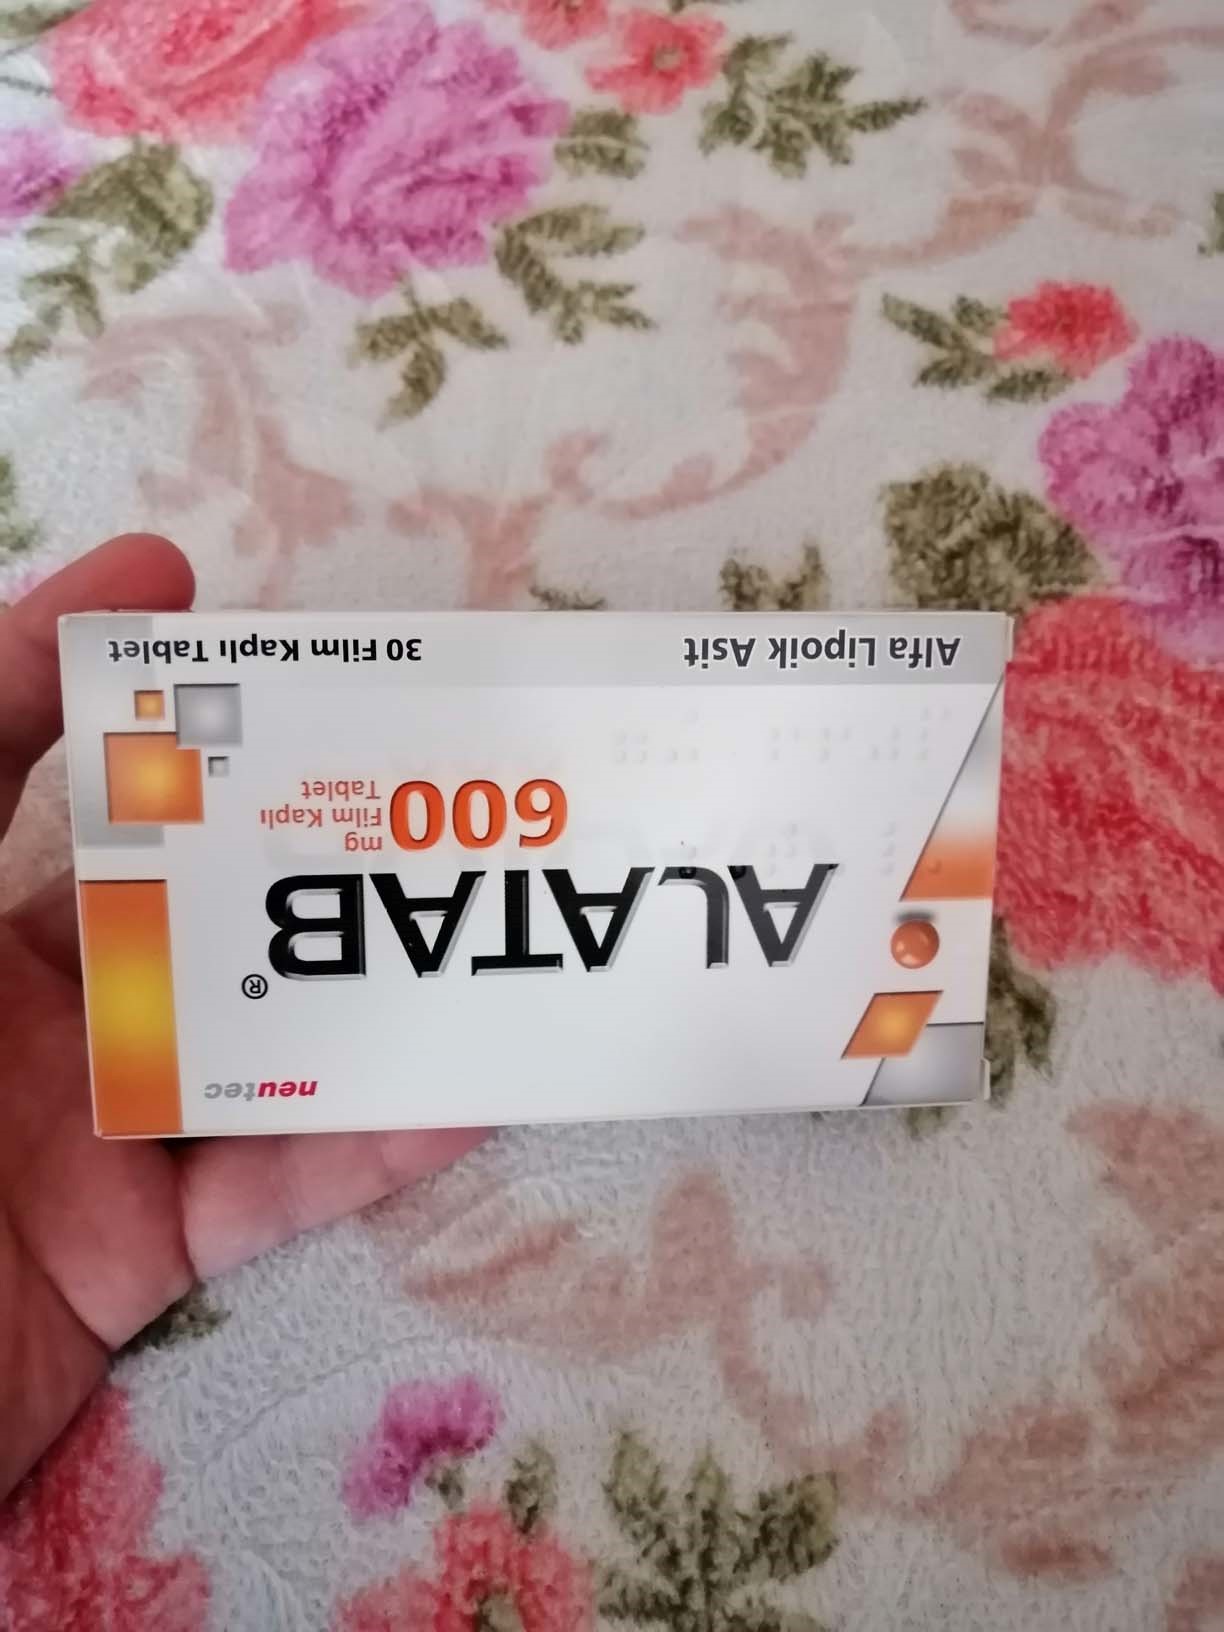 neutec
ALATAB®
600 mg
Film Kaplı
Tablet
Alfa Lipoik Asit
30 Film Kaplı Tablet